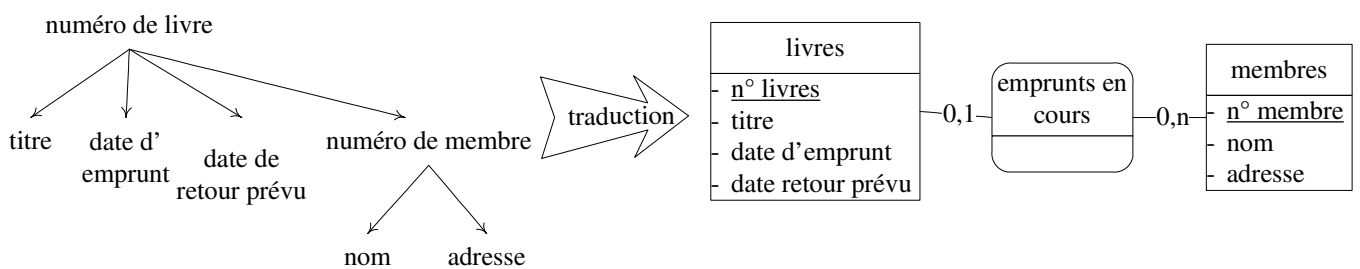 numéro de livre
titre
date d'
emprunt
date de
retour prévu
numéro de membre
nom
adresse
traduction
livres
- n° livres
- titre
- date d'emprunt
- date retour prévu
0,1
emprunts en
cours
0,n
membres
- n° membre
- nom
- adresse